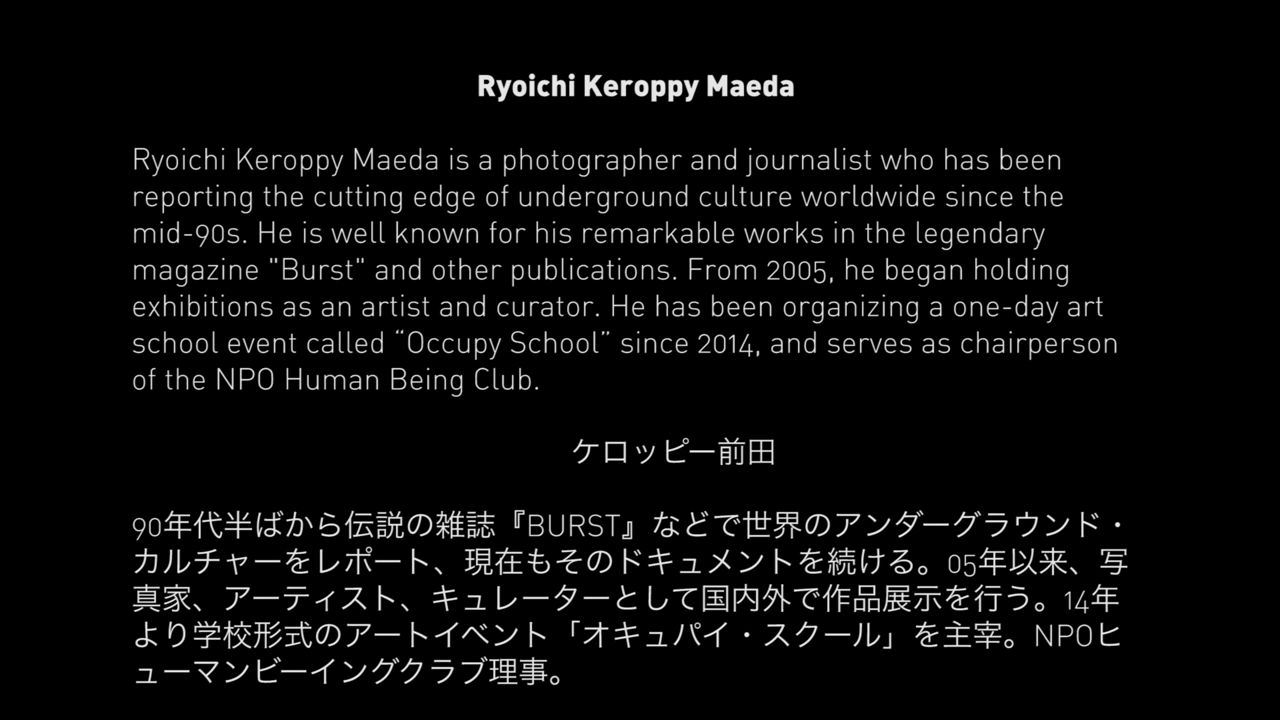 Ryoichi Keroppy Maeda
Ryoichi Keroppy Maeda is a photographer and journalist who has been
reporting the cutting edge of underground culture worldwide since the
mid-90s. He is well known for his remarkable works in the legendary
magazine "Burst" and other publications. From 2005, he began holding
exhibitions as an artist and curator. He has been organizing a one-day art
school event called “Occupy School” since 2014, and serves as chairperson
of the NPO Human Being Club.
ケロッピー前田
90年代半ばから伝説の雑誌『BURST』などで世界のアンダーグラウンド・
カルチャーをレポート、現在もそのドキュメントを続ける。05年以来、写
真家、アーティスト、キュレーターとして国内外で作品展示を行う。14年
より学校形式のアートイベント「オキュパイ・スクール」を主宰。NPOヒ
ューマンビーイングクラブ理事。